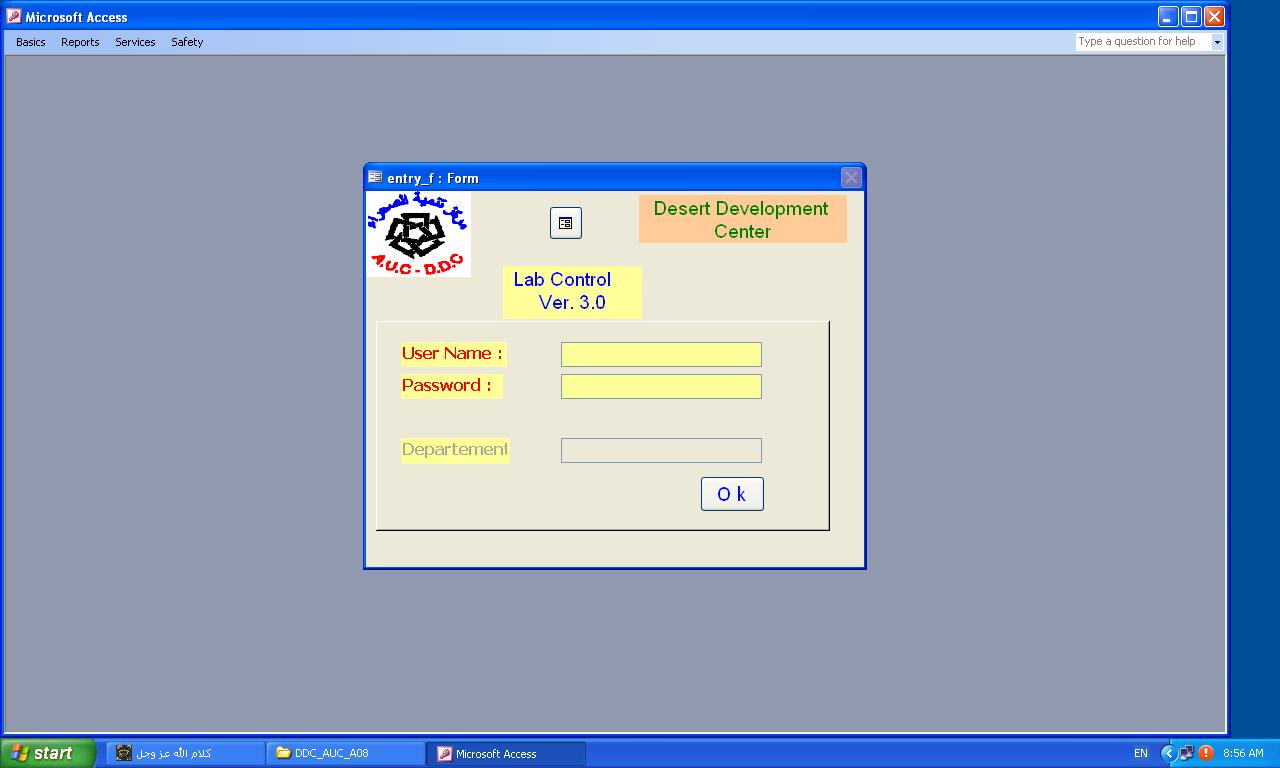 Microsoft Access
Basics Reports Services Safety
Type a question for help
entry_f : Form
مركز تنمية الصحراء
A.U.C - D.D.C
Desert Development
Center
Lab Control
Ver. 3.0
User Name :
Password :
Departement
O k
start
كلام الله عز وجل
DDC_AUC_A08
Microsoft Access
EN
8:56 AM